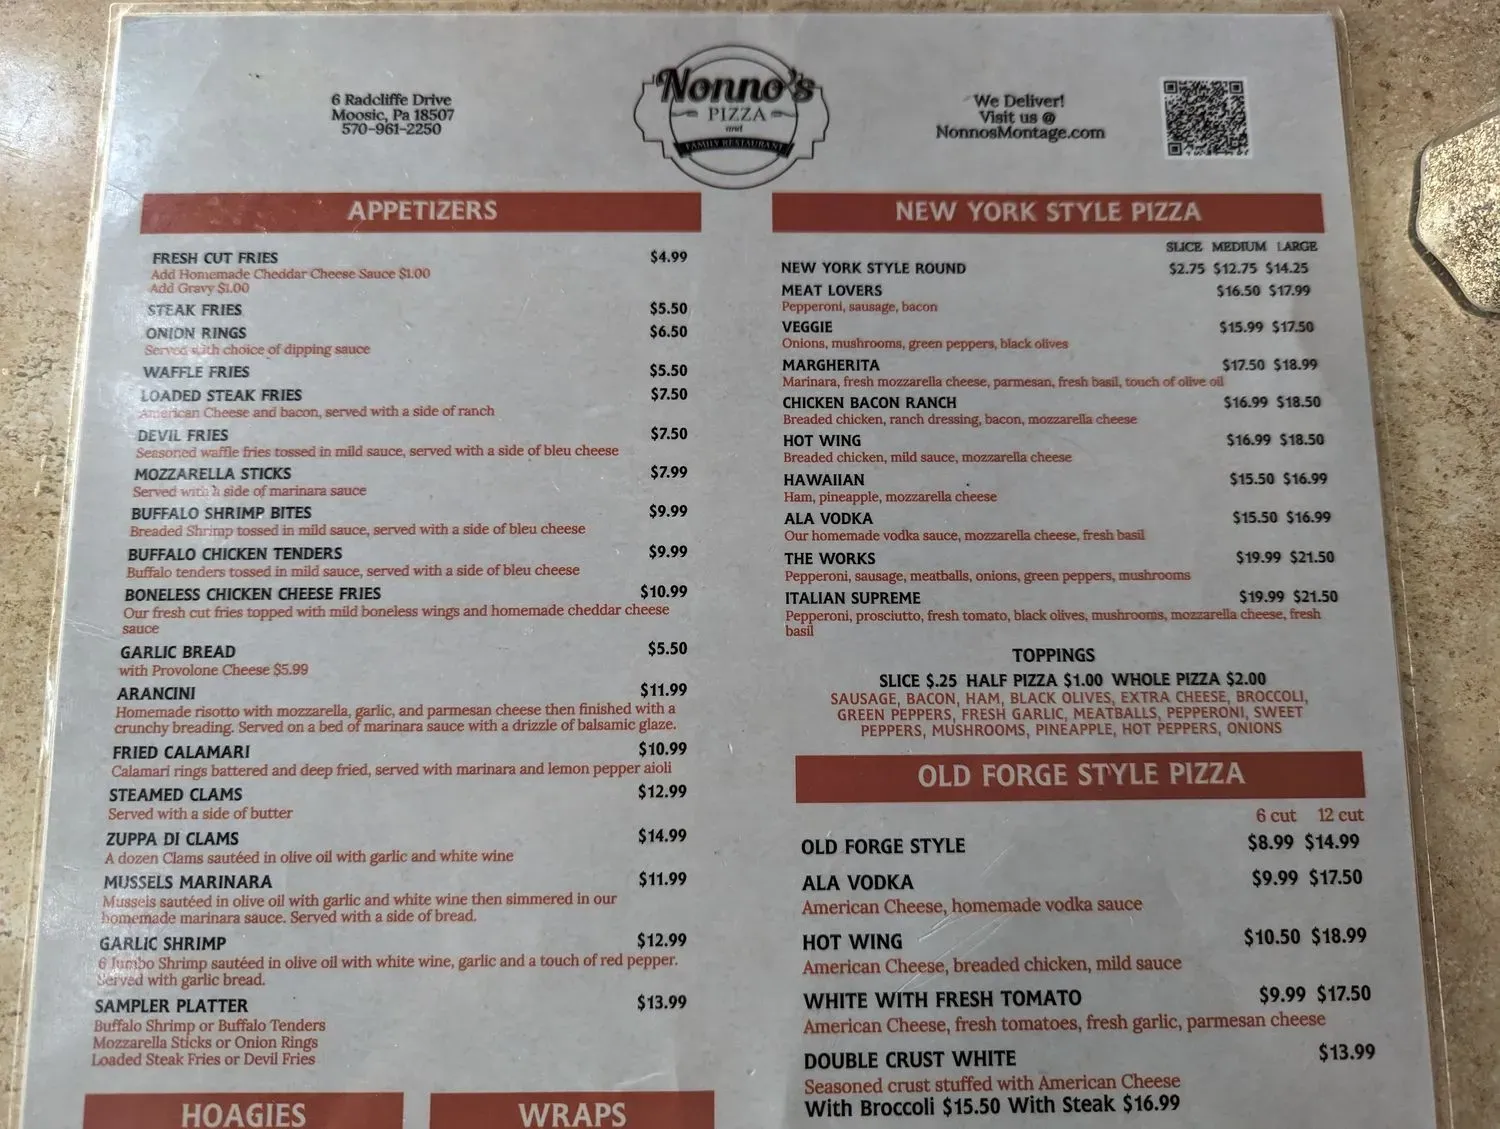 6 Radcliffe Drive
Moosic, Pa 18507
570-961-2250
Nonno's
PIZZA
and
FAMILY RESTAURANT
We Deliver!
Visit us @
NonnosMontage.com
APPETIZERS
FRESH CUT FRIES $4.99
Add Homemade Cheddar Cheese Sauce $1.00
Add Gravy $1.00
STEAK FRIES $5.50
ONION RINGS $6.50
Served with choice of dipping sauce
WAFFLE FRIES $5.50
LOADED STEAK FRIES $7.50
American Cheese and bacon, served with a side of ranch
DEVIL FRIES $7.50
Seasoned waffle fries tossed in mild sauce, served with a side of bleu cheese
MOZZARELLA STICKS $7.99
Served with a side of marinara sauce
BUFFALO SHRIMP BITES $9.99
Breaded Shrimp tossed in mild sauce, served with a side of bleu cheese
BUFFALO CHICKEN TENDERS $9.99
Buffalo tenders tossed in mild sauce, served with a side of bleu cheese
BONELESS CHICKEN CHEESE FRIES $10.99
Our fresh cut fries topped with mild boneless wings and homemade cheddar cheese
sauce
GARLIC BREAD $5.50
with Provolone Cheese $5.99
ARANCINI $11.99
Homemade risotto with mozzarella, garlic, and parmesan cheese then finished with a
crunchy breading. Served on a bed of marinara sauce with a drizzle of balsamic glaze.
FRIED CALAMARI $10.99
Calamari rings battered and deep fried, served with marinara and lemon pepper aioli
STEAMED CLAMS $12.99
Served with a side of butter
ZUPPA DI CLAMS $14.99
A dozen Clams sautéed in olive oil with garlic and white wine
MUSSELS MARINARA $11.99
Mussels sautéed in olive oil with garlic and white wine then simmered in our
homemade marinara sauce. Served with a side of bread.
GARLIC SHRIMP $12.99
6 Jumbo Shrimp sautéed in olive oil with white wine, garlic and a touch of red pepper.
Served with garlic bread.
SAMPLER PLATTER $13.99
Buffalo Shrimp or Buffalo Tenders
Mozzarella Sticks or Onion Rings
Loaded Steak Fries or Devil Fries
HOAGIES
WRAPS
NEW YORK STYLE PIZZA
SLICE MEDIUM LARGE
NEW YORK STYLE ROUND $2.75 $12.75 $14.25
MEAT LOVERS $16.50 $17.99
Pepperoni, sausage, bacon
VEGGIE $15.99 $17.50
Onions, mushrooms, green peppers, black olives
MARGHERITA $17.50 $18.99
Marinara, fresh mozzarella cheese, parmesan, fresh basil, touch of olive oil
CHICKEN BACON RANCH $16.99 $18.50
Breaded chicken, ranch dressing, bacon, mozzarella cheese
HOT WING $16.99 $18.50
Breaded chicken, mild sauce, mozzarella cheese
HAWAIIAN $15.50 $16.99
Ham, pineapple, mozzarella cheese
ALA VODKA $15.50 $16.99
Our homemade vodka sauce, mozzarella cheese, fresh basil
THE WORKS $19.99 $21.50
Pepperoni, sausage, meatballs, onions, green peppers, mushrooms
ITALIAN SUPREME $19.99 $21.50
Pepperoni, prosciutto, fresh tomato, black olives, mushrooms, mozzarella cheese, fresh
basil
TOPPINGS
SLICE $.25 HALF PIZZA $1.00 WHOLE PIZZA $2.00
SAUSAGE, BACON, HAM, BLACK OLIVES, EXTRA CHEESE, BROCCOLI,
GREEN PEPPERS, FRESH GARLIC, MEATBALLS, PEPPERONI, SWEET
PEPPERS, MUSHROOMS, PINEAPPLE, HOT PEPPERS, ONIONS
OLD FORGE STYLE PIZZA
6 cut 12 cut
OLD FORGE STYLE $8.99 $14.99
ALA VODKA $9.99 $17.50
American Cheese, homemade vodka sauce
HOT WING $10.50 $18.99
American Cheese, breaded chicken, mild sauce
WHITE WITH FRESH TOMATO $9.99 $17.50
American Cheese, fresh tomatoes, fresh garlic, parmesan cheese
DOUBLE CRUST WHITE $13.99
Seasoned crust stuffed with American Cheese
With Broccoli $15.50 With Steak $16.99